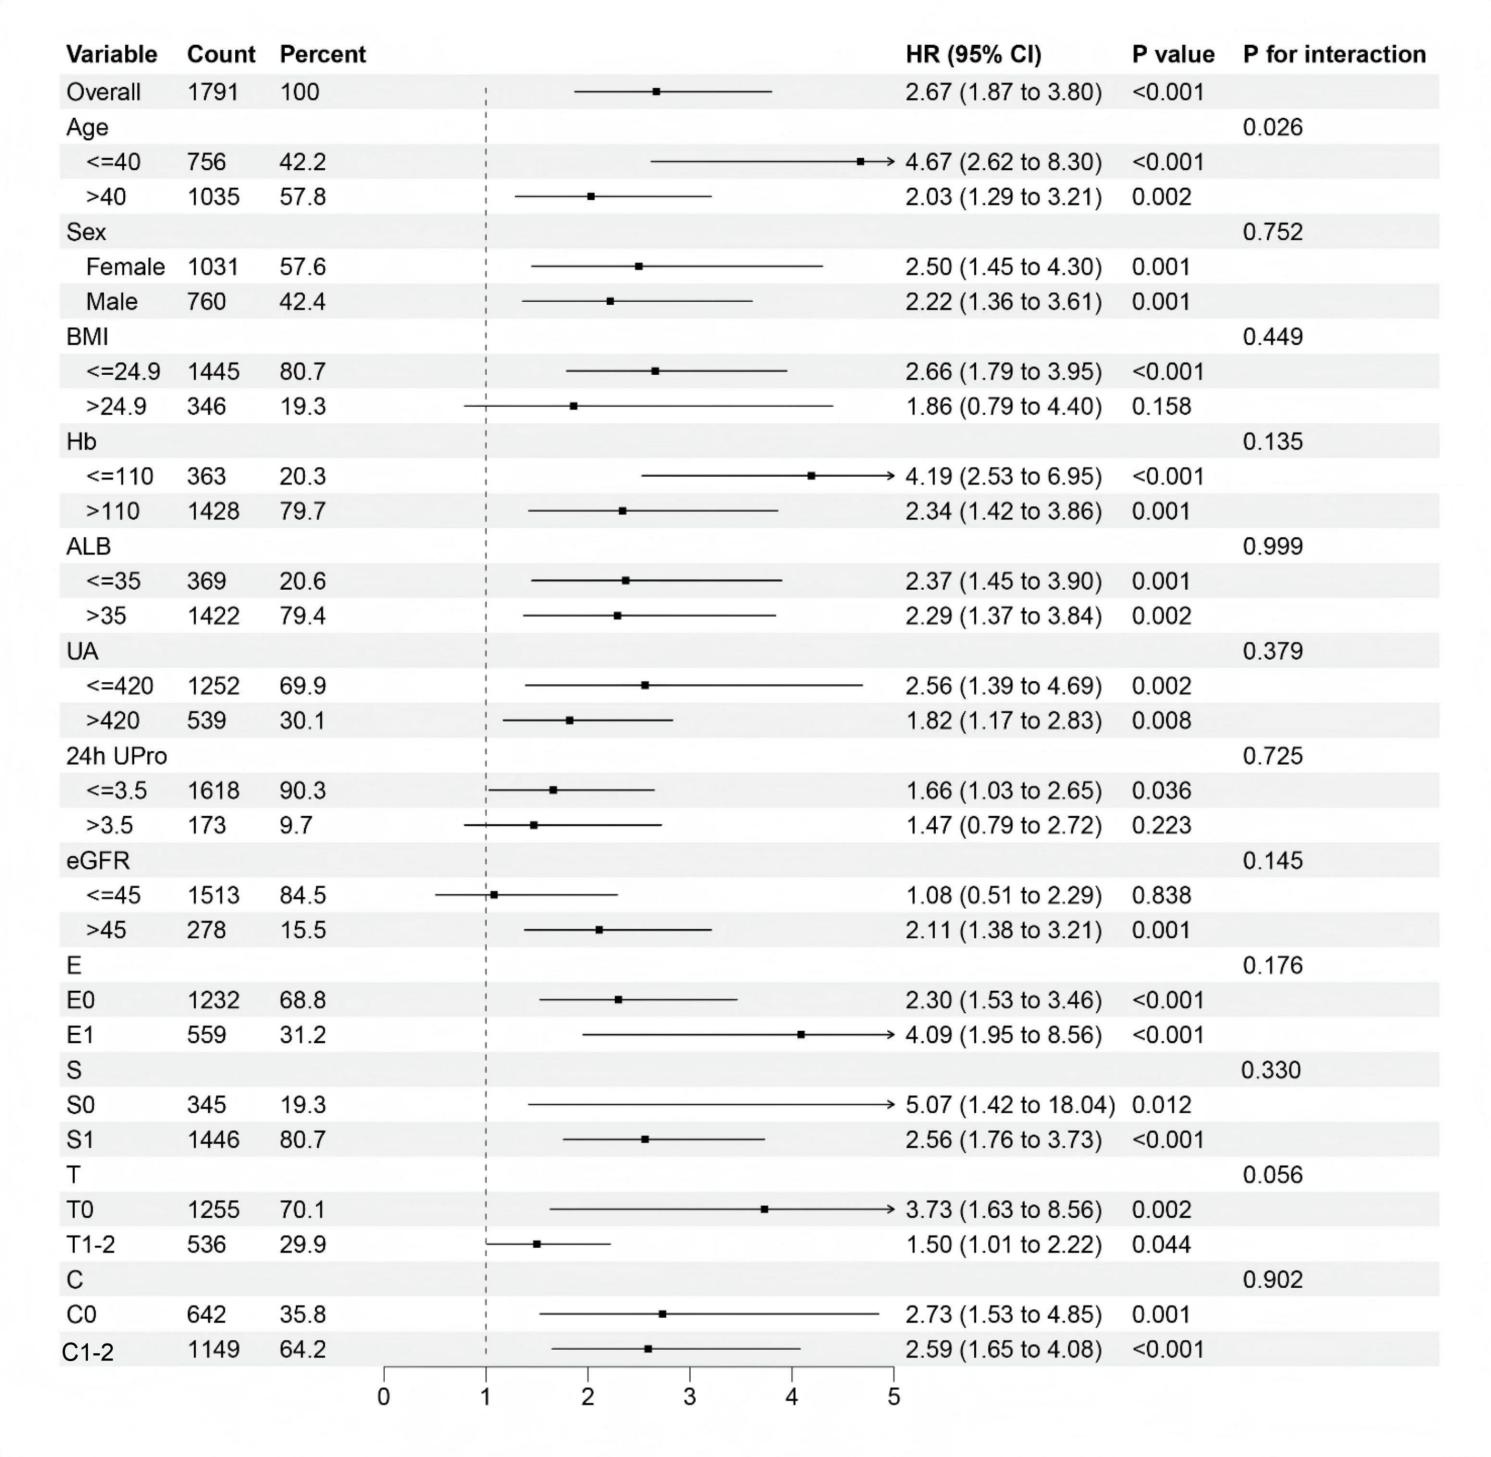 Variable Count Percent HR (95% CI) P value P for interaction
Overall 1791 100 2.67 (1.87 to 3.80) <0.001
Age 0.026
<=40 756 42.2 4.67 (2.62 to 8.30) <0.001
>40 1035 57.8 2.03 (1.29 to 3.21) 0.002
Sex 0.752
Female 1031 57.6 2.50 (1.45 to 4.30) 0.001
Male 760 42.4 2.22 (1.36 to 3.61) 0.001
BMI 0.449
<=24.9 1445 80.7 2.66 (1.79 to 3.95) <0.001
>24.9 346 19.3 1.86 (0.79 to 4.40) 0.158
Hb 0.135
<=110 363 20.3 4.19 (2.53 to 6.95) <0.001
>110 1428 79.7 2.34 (1.42 to 3.86) 0.001
ALB 0.999
<=35 369 20.6 2.37 (1.45 to 3.90) 0.001
>35 1422 79.4 2.29 (1.37 to 3.84) 0.002
UA 0.379
<=420 1252 69.9 2.56 (1.39 to 4.69) 0.002
>420 539 30.1 1.82 (1.17 to 2.83) 0.008
24h UPro 0.725
<=3.5 1618 90.3 1.66 (1.03 to 2.65) 0.036
>3.5 173 9.7 1.47 (0.79 to 2.72) 0.223
eGFR 0.145
<=45 1513 84.5 1.08 (0.51 to 2.29) 0.838
>45 278 15.5 2.11 (1.38 to 3.21) 0.001
E 0.176
E0 1232 68.8 2.30 (1.53 to 3.46) <0.001
E1 559 31.2 4.09 (1.95 to 8.56) <0.001
S 0.330
S0 345 19.3 5.07 (1.42 to 18.04) 0.012
S1 1446 80.7 2.56 (1.76 to 3.73) <0.001
T 0.056
T0 1255 70.1 3.73 (1.63 to 8.56) 0.002
T1-2 536 29.9 1.50 (1.01 to 2.22) 0.044
C 0.902
C0 642 35.8 2.73 (1.53 to 4.85) 0.001
C1-2 1149 64.2 2.59 (1.65 to 4.08) <0.001
0 1 2 3 4 5